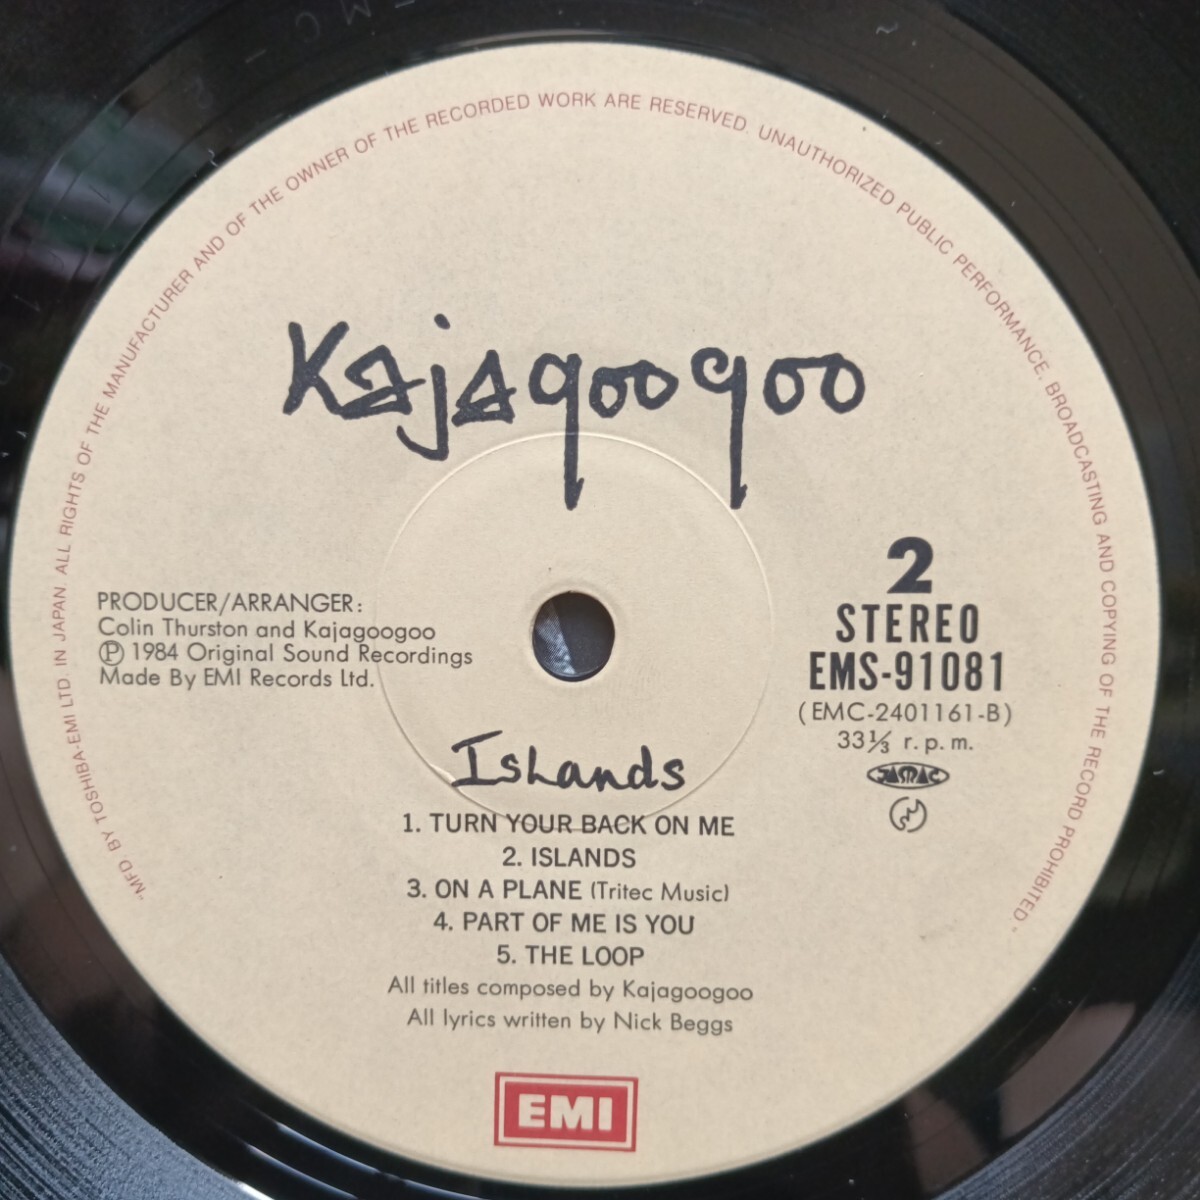 "MFD BY TOSHIBA-EMI LTD. IN JAPAN. ALL RIGHTS OF THE MANUFACTURER AND OF THE OWNER OF THE RECORDED WORK ARE RESERVED. UNAUTHORIZED PUBLIC PERFORMANCE, BROADCASTING AND COPYING OF THE RECORD PROHIBITED."
Kajagoogoo
PRODUCER/ARRANGER:
Colin Thurston and Kajagoogoo
Ⓟ 1984 Original Sound Recordings
Made By EMI Records Ltd.
2
STEREO
EMS-91081
(EMC-2401161-B)
33⅓ r.p.m.
JASRAC
Islands
1. TURN YOUR BACK ON ME
2. ISLANDS
3. ON A PLANE (Tritec Music)
4. PART OF ME IS YOU
5. THE LOOP
All titles composed by Kajagoogoo
All lyrics written by Nick Beggs
EMI